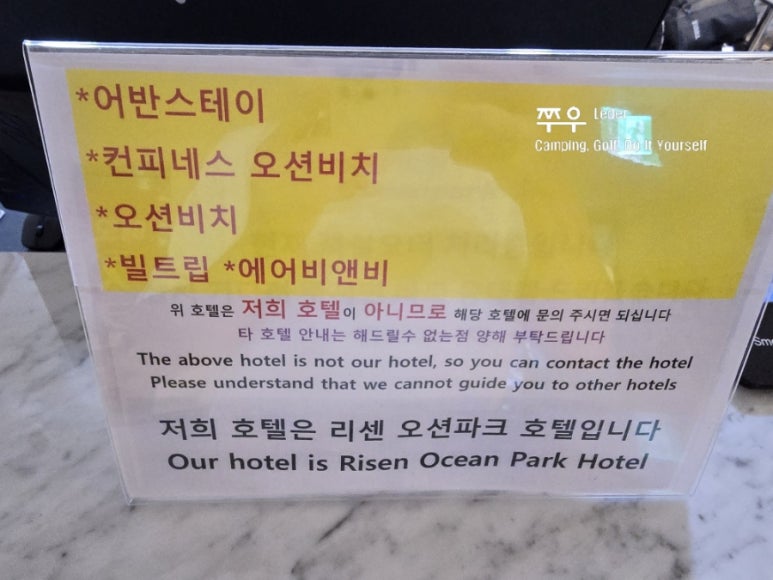 *어반스테이
쭈우 Leder
Camping, Golf, Do It Yourself
*컨피네스 오션비치
*오션비치
*빌트립 *에어비앤비
위 호텔은 저희 호텔이 아니므로 해당 호텔에 문의 주시면 되십니다
타 호텔 안내는 해드릴수 없는점 양해 부탁드립니다
The above hotel is not our hotel, so you can contact the hotel
Please understand that we cannot guide you to other hotels
저희 호텔은 리센 오션파크 호텔입니다
Our hotel is Risen Ocean Park Hotel